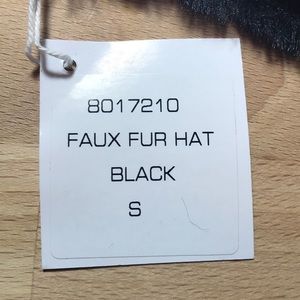 8017210
FAUX FUR HAT
BLACK
S